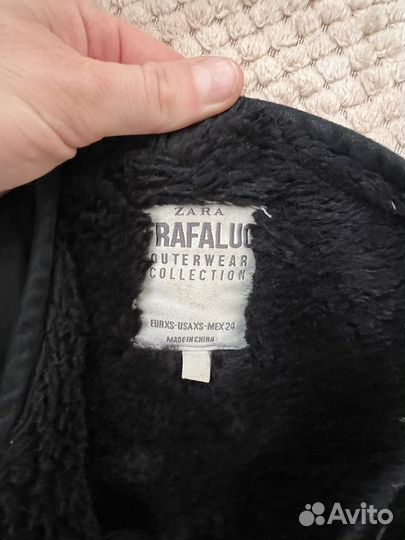 ZARA
TRAFALUC
OUTERWEAR
COLLECTION
EURXS-USAXS-MEX24
MADE IN CHINA
Avito